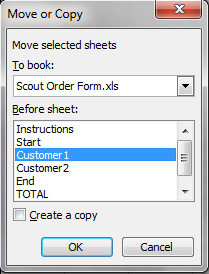 Move or Copy
Move selected sheets
To book:
Scout Order Form.xls
Before sheet:
Instructions
Start
Customer1
Customer2
End
TOTAL
Create a copy
OK
Cancel